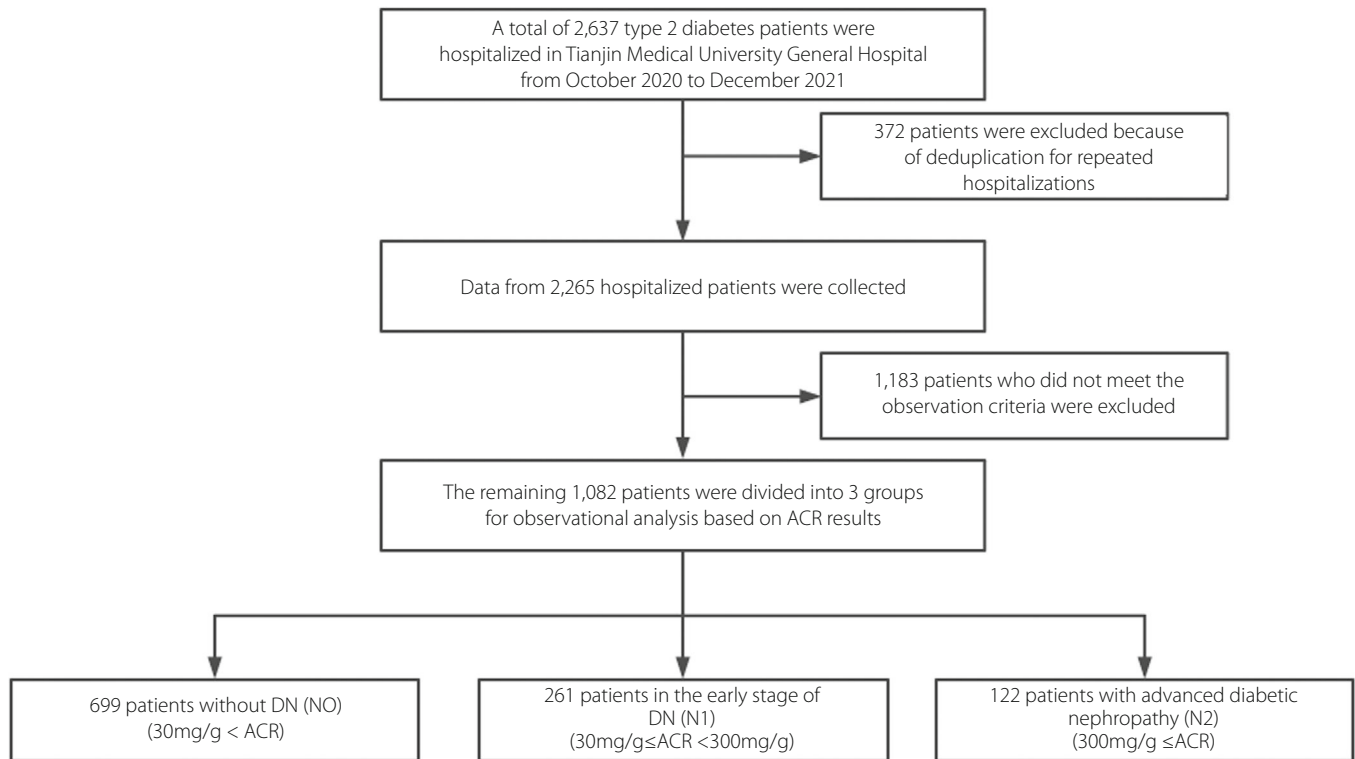 A total of 2,637 type 2 diabetes patients were
hospitalized in Tianjin Medical University General Hospital
from October 2020 to December 2021
372 patients were excluded because
of deduplication for repeated
hospitalizations
Data from 2,265 hospitalized patients were collected
1,183 patients who did not meet the
observation criteria were excluded
The remaining 1,082 patients were divided into 3 groups
for observational analysis based on ACR results
699 patients without DN (NO)
(30mg/g < ACR)
261 patients in the early stage of
DN (N1)
(30mg/g≤ACR <300mg/g)
122 patients with advanced diabetic
nephropathy (N2)
(300mg/g ≤ACR)